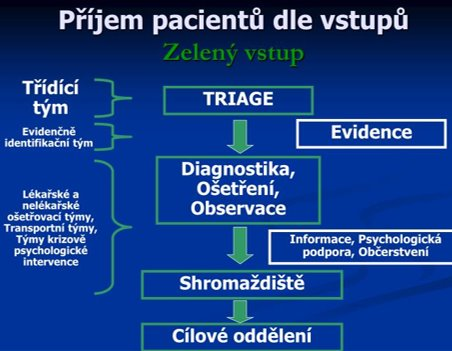 Příjem pacientů dle vstupů
Zelený vstup
Třídící
tým
TRIAGE
Evidenčně
identifikační tým
Evidence
Diagnostika,
Ošetření,
Observace
Lékařské a
nelékařské
ošetřovací týmy,
Transportní týmy,
Týmy krizově
psychologické
intervence
Informace, Psychologická
podpora, Občerstvení
Shromaždiště
Cílové oddělení